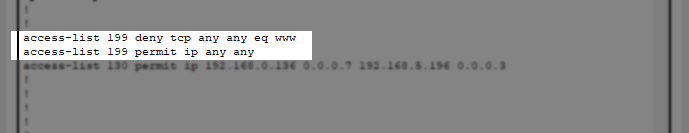 !
!
access-list 199 deny tcp any any eq www
access-list 199 permit ip any any
access-list 130 permit ip 192.168.0.136 0.0.0.7 192.168.5.196 0.0.0.3
!
!
!
!